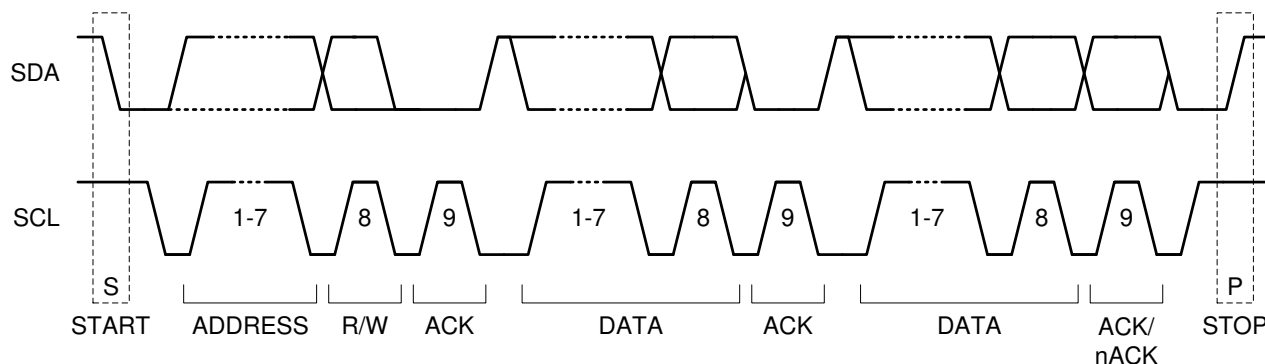 SDA
SCL
1-7
8
9
1-7
8
9
1-7
8
9
S
P
START
ADDRESS
R/W
ACK
DATA
ACK
DATA
ACK/
nACK
STOP